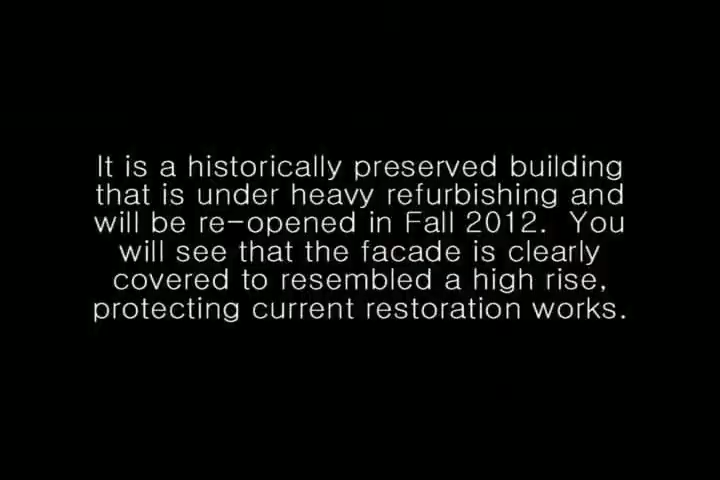 It is a historically preserved building
that is under heavy refurbishing and
will be re-opened in Fall 2012.  You
will see that the facade is clearly
covered to resembled a high rise,
protecting current restoration works.